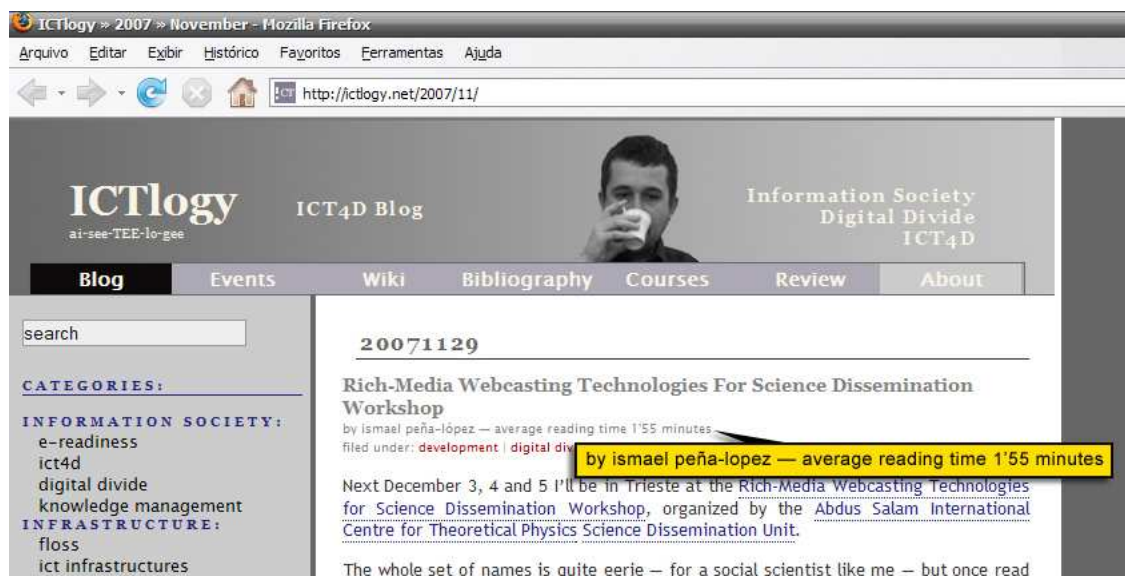 ICTlogy » 2007 » November - Mozilla Firefox
Arquivo Editar Exibir Histórico Favoritos Ferramentas Ajuda
http://ictlogy.net/2007/11/
ICTlogy
ai-see-TEE-lo-gee
ICT4D Blog
Information Society
Digital Divide
ICT4D
Blog Events Wiki Bibliography Courses Review About
search
CATEGORIES:
INFORMATION SOCIETY:
e-readiness
ict4d
digital divide
knowledge management
INFRASTRUCTURE:
floss
ict infrastructures
20071129
Rich-Media Webcasting Technologies For Science Dissemination
Workshop
by ismael peña-lópez — average reading time 1'55 minutes
filed under: development | digital
by ismael peña-lopez — average reading time 1'55 minutes
Next December 3, 4 and 5 I'll be in Trieste at the Rich-Media Webcasting Technologies
for Science Dissemination Workshop, organized by the Abdus Salam International
Centre for Theoretical Physics Science Dissemination Unit.
The whole set of names is quite eerie — for a social scientist like me — but once read